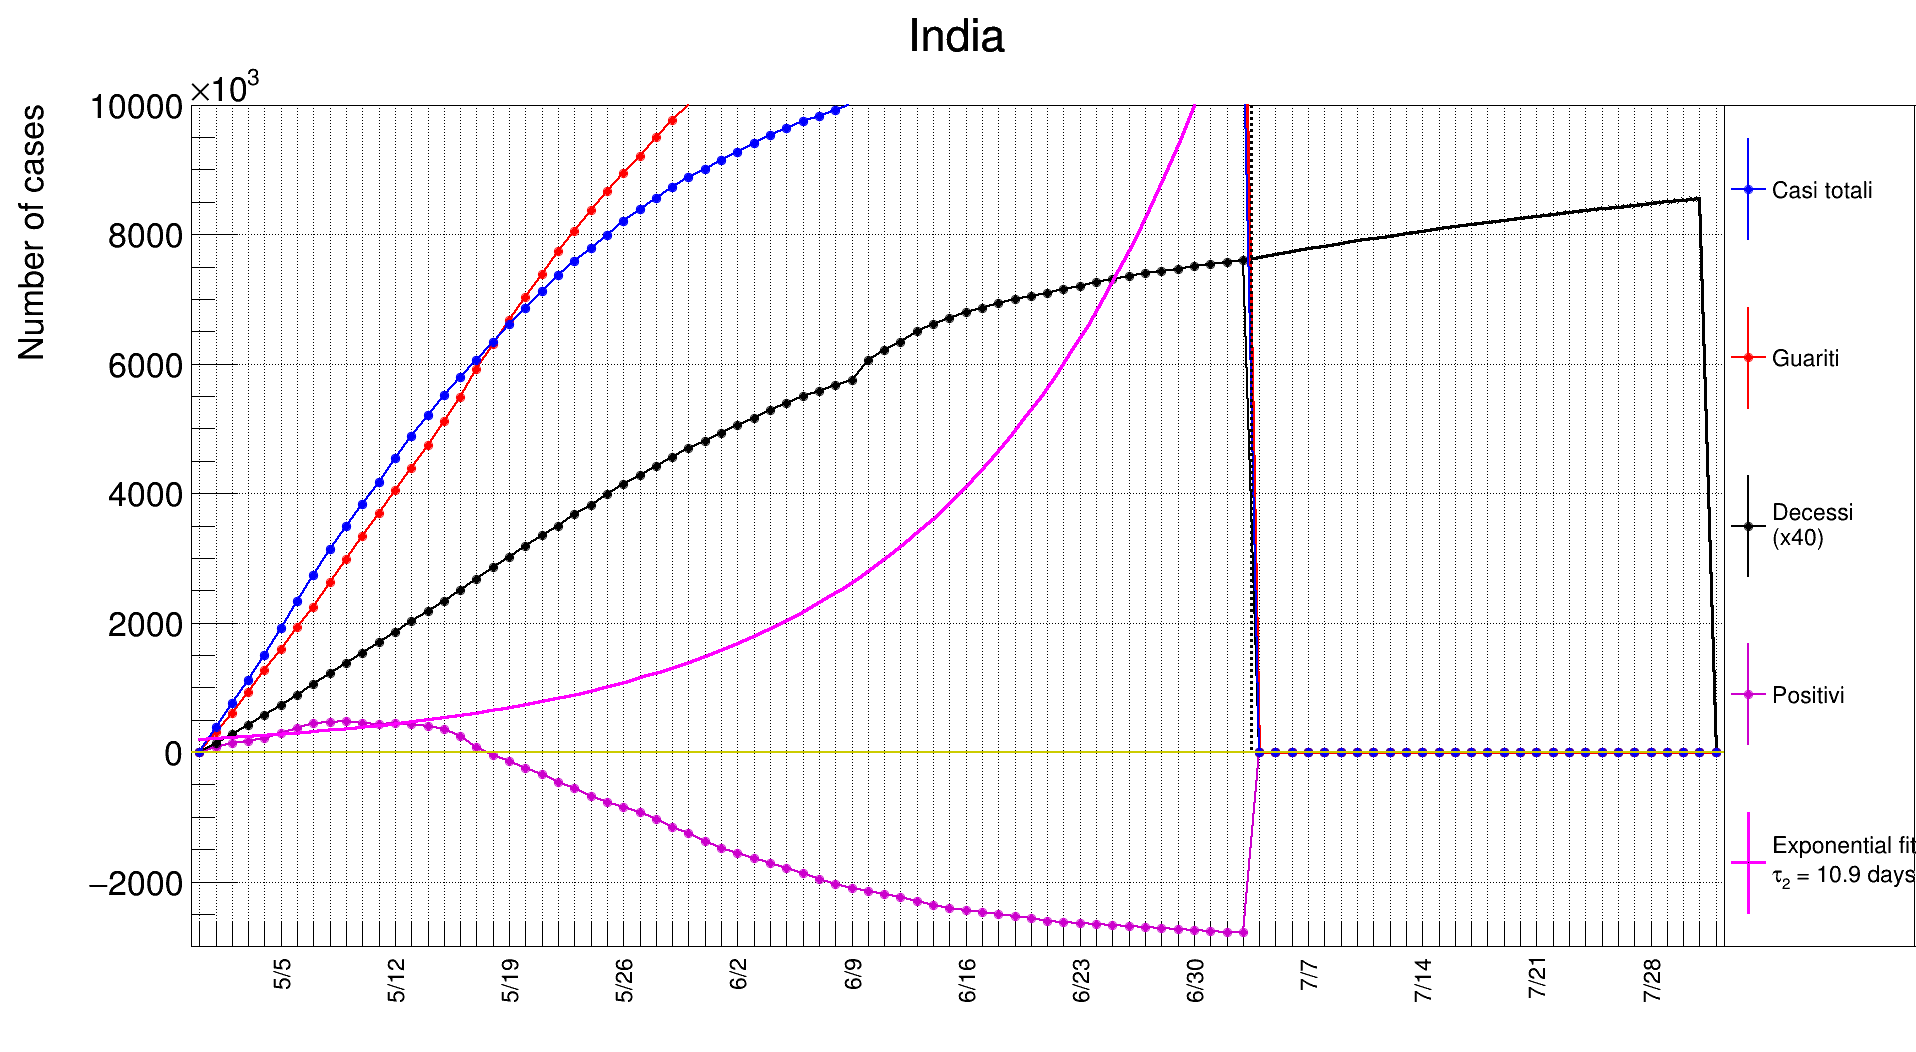 India
×10³
Number of cases
10000
8000
6000
4000
2000
0
−2000
5/5
5/12
5/19
5/26
6/2
6/9
6/16
6/23
6/30
7/7
7/14
7/21
7/28
Casi totali
Guariti
Decessi
(x40)
Positivi
Exponential fit
τ₂ = 10.9 days